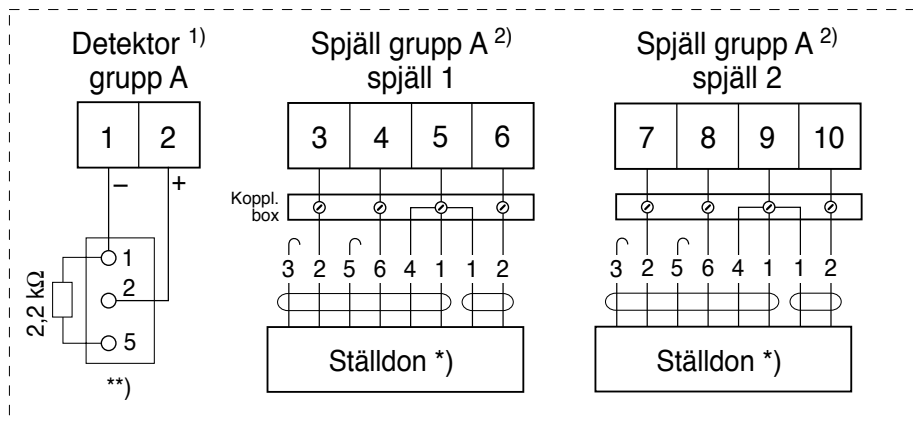 Detektor 1)
grupp A
1 2
– +
1
2
5
2,2 kΩ
**)
Spjäll grupp A 2)
spjäll 1
3 4 5 6
Koppl.
box
3 2 5 6 4 1 1 2
Ställdon *)
Spjäll grupp A 2)
spjäll 2
7 8 9 10
3 2 5 6 4 1 1 2
Ställdon *)